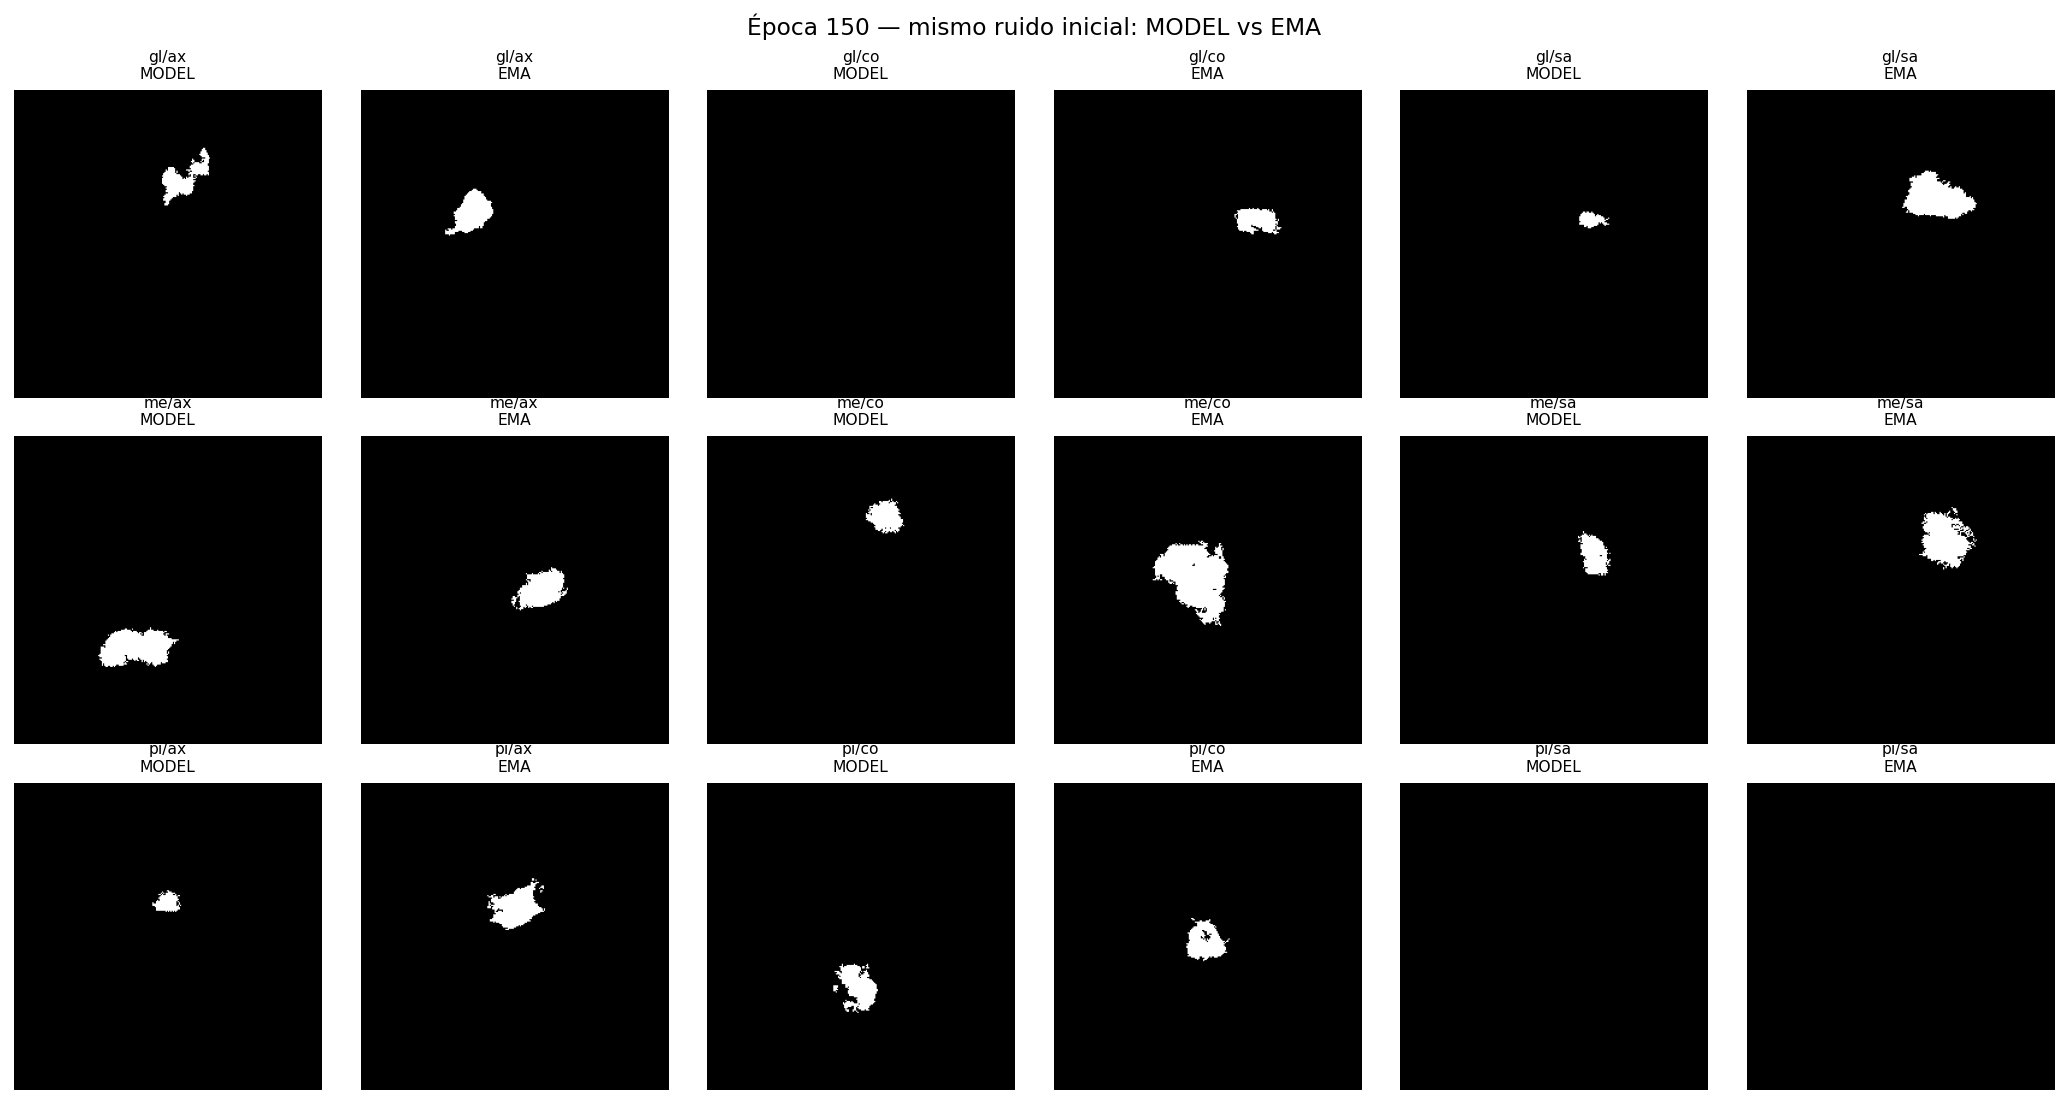 Época 150 — mismo ruido inicial: MODEL vs EMA
gl/ax
MODEL
gl/ax
EMA
gl/co
MODEL
gl/co
EMA
gl/sa
MODEL
gl/sa
EMA
me/ax
MODEL
me/ax
EMA
me/co
MODEL
me/co
EMA
me/sa
MODEL
me/sa
EMA
pi/ax
MODEL
pi/ax
EMA
pi/co
MODEL
pi/co
EMA
pi/sa
MODEL
pi/sa
EMA